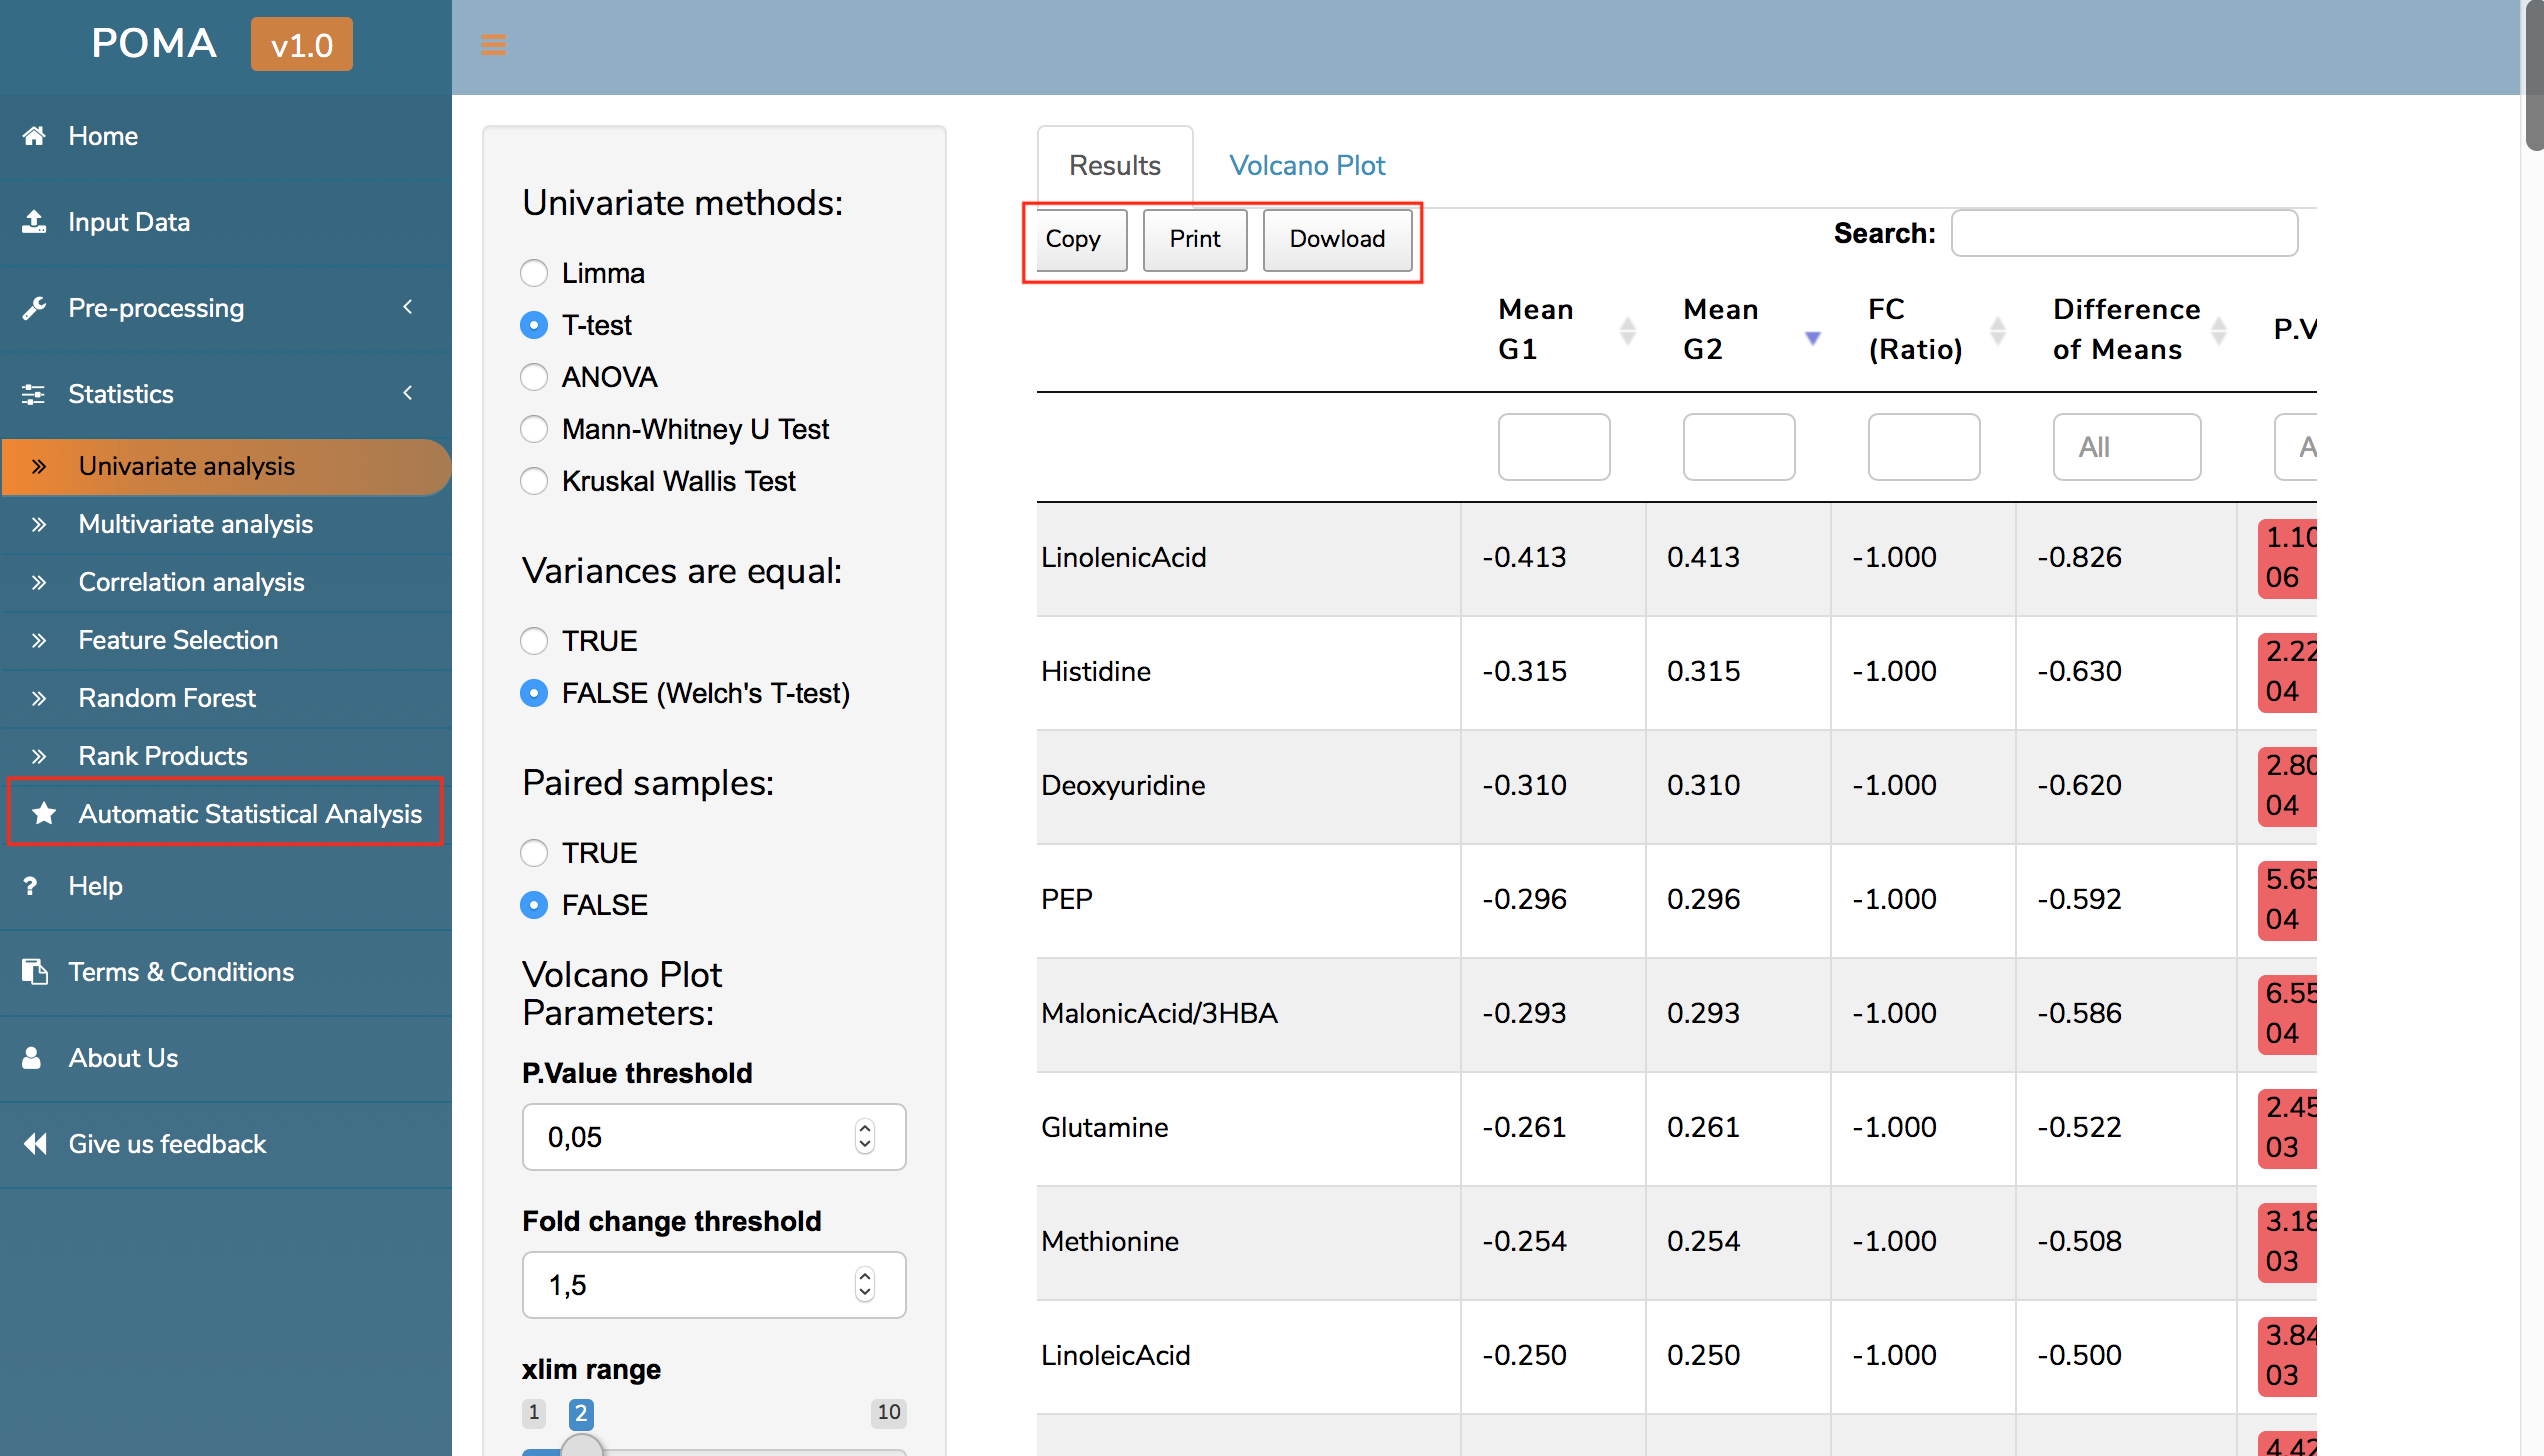 POMA v1.0
Home
Input Data
Pre-processing
Statistics
Univariate analysis
Multivariate analysis
Correlation analysis
Feature Selection
Random Forest
Rank Products
Automatic Statistical Analysis
Help
Terms & Conditions
About Us
Give us feedback
Univariate methods:
Limma
T-test
ANOVA
Mann-Whitney U Test
Kruskal Wallis Test
Variances are equal:
TRUE
FALSE (Welch's T-test)
Paired samples:
TRUE
FALSE
Volcano Plot
Parameters:
P.Value threshold
0,05
Fold change threshold
1,5
xlim range
1 2 10
Results Volcano Plot
Copy Print Dowload Search:
Mean Mean FC Difference
G1 G2 (Ratio) of Means P.V
All A
LinolenicAcid -0.413 0.413 -1.000 -0.826 1.10
06
Histidine -0.315 0.315 -1.000 -0.630 2.22
04
Deoxyuridine -0.310 0.310 -1.000 -0.620 2.80
04
PEP -0.296 0.296 -1.000 -0.592 5.65
04
MalonicAcid/3HBA -0.293 0.293 -1.000 -0.586 6.55
04
Glutamine -0.261 0.261 -1.000 -0.522 2.45
03
Methionine -0.254 0.254 -1.000 -0.508 3.18
03
LinoleicAcid -0.250 0.250 -1.000 -0.500 3.84
03
4.42